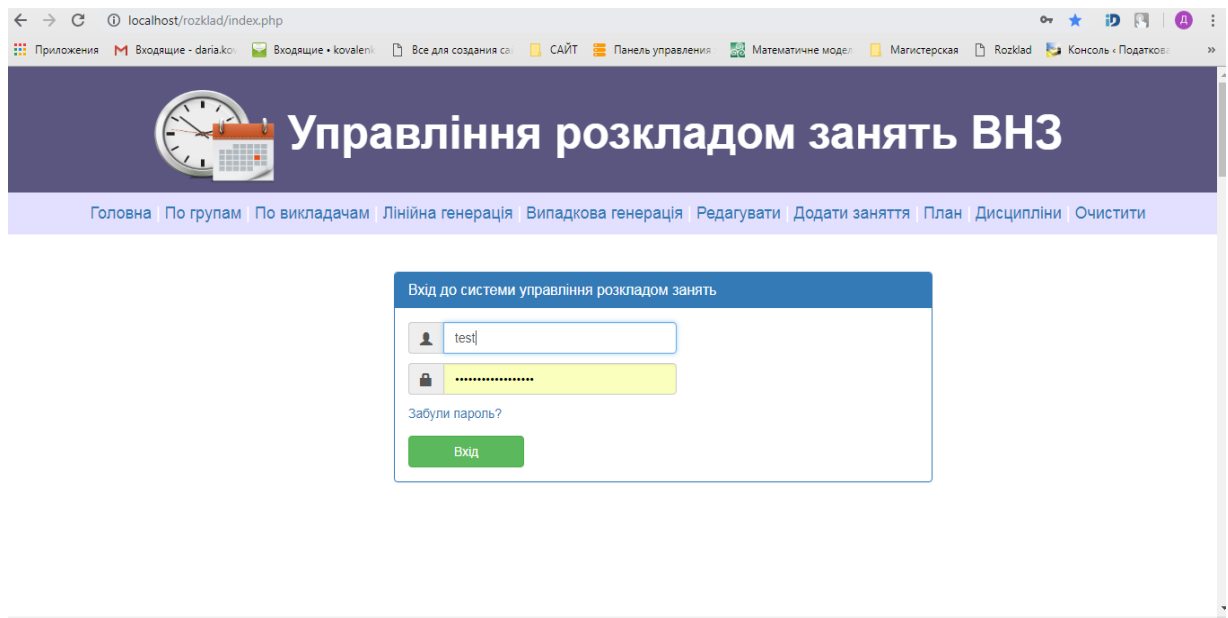 localhost/rozklad/index.php
Приложения Входящие - daria.kov Входящие • kovalenk Все для создания са САЙТ Панель управления Математичне модел Магистерская Rozklad Консоль ‹ Податкова »
Управління розкладом занять ВНЗ
Головна | По групам | По викладачам | Лінійна генерація | Випадкова генерація | Редагувати | Додати заняття | План | Дисципліни | Очистити
Вхід до системи управління розкладом занять
test
••••••••••••••••••
Забули пароль?
Вхід